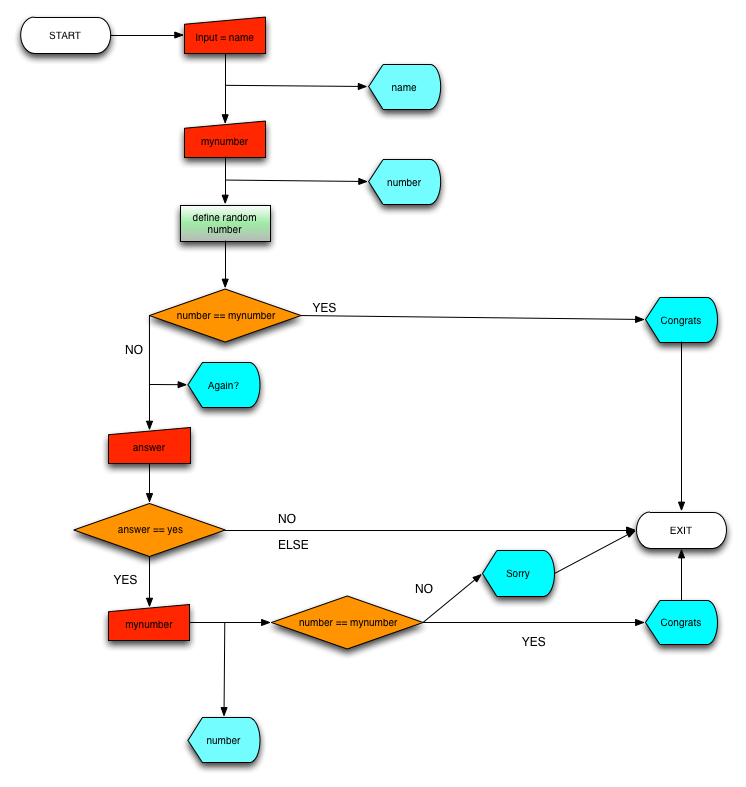 START
Input = name
name
mynumber
number
define random
number
number == mynumber
YES
Congrats
NO
Again?
answer
answer == yes
NO
ELSE
EXIT
YES
Sorry
NO
mynumber
number == mynumber
Congrats
YES
number